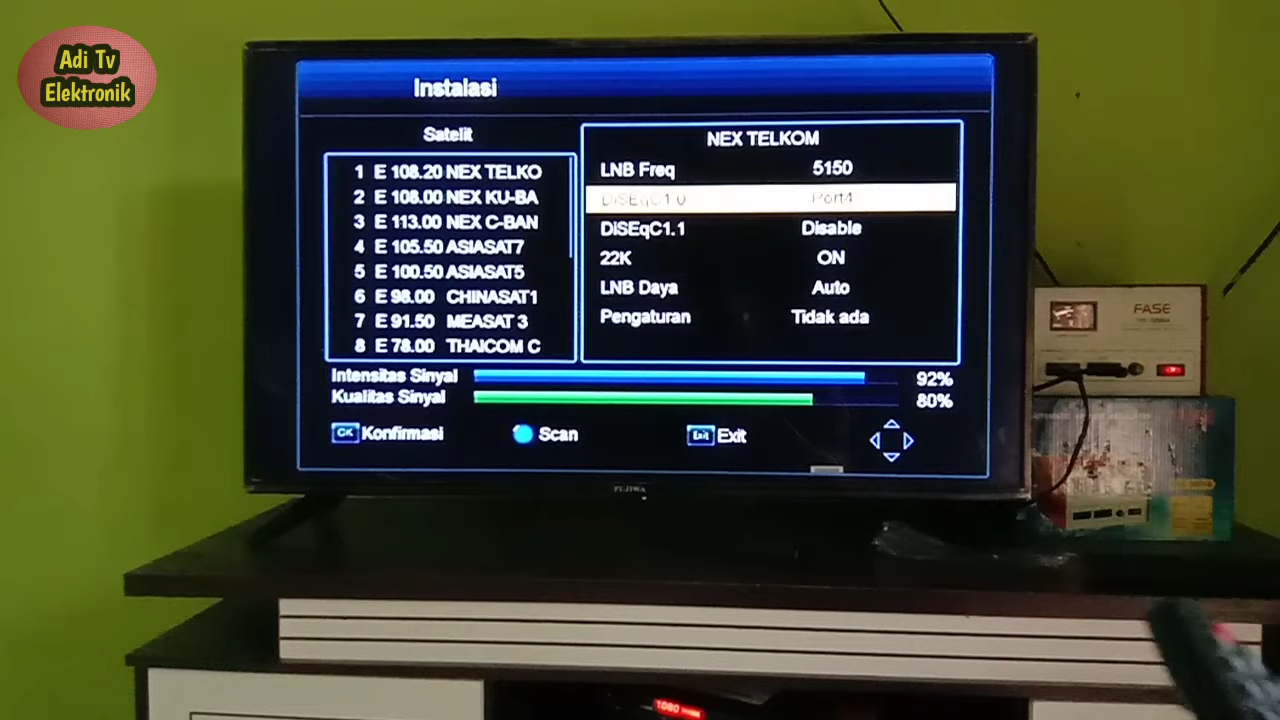 Adi Tv
Elektronik
Instalasi
Satelit
1 E 108.20 NEX TELKO
2 E 108.00 NEX KU-BA
3 E 113.00 NEX C-BAN
4 E 105.50 ASIASAT7
5 E 100.50 ASIASAT5
6 E 98.00 CHINASAT1
7 E 91.50 MEASAT 3
8 E 78.00 THAICOM C
NEX TELKOM
LNB Freq 5150
DiSEqC1.0 Port4
DiSEqC1.1 Disable
22K ON
LNB Daya Auto
Pengaturan Tidak ada
Intensitas Sinyal 92%
Kualitas Sinyal 80%
OK Konfirmasi
Scan
Exit Exit
FUJIWA
FASE
1080